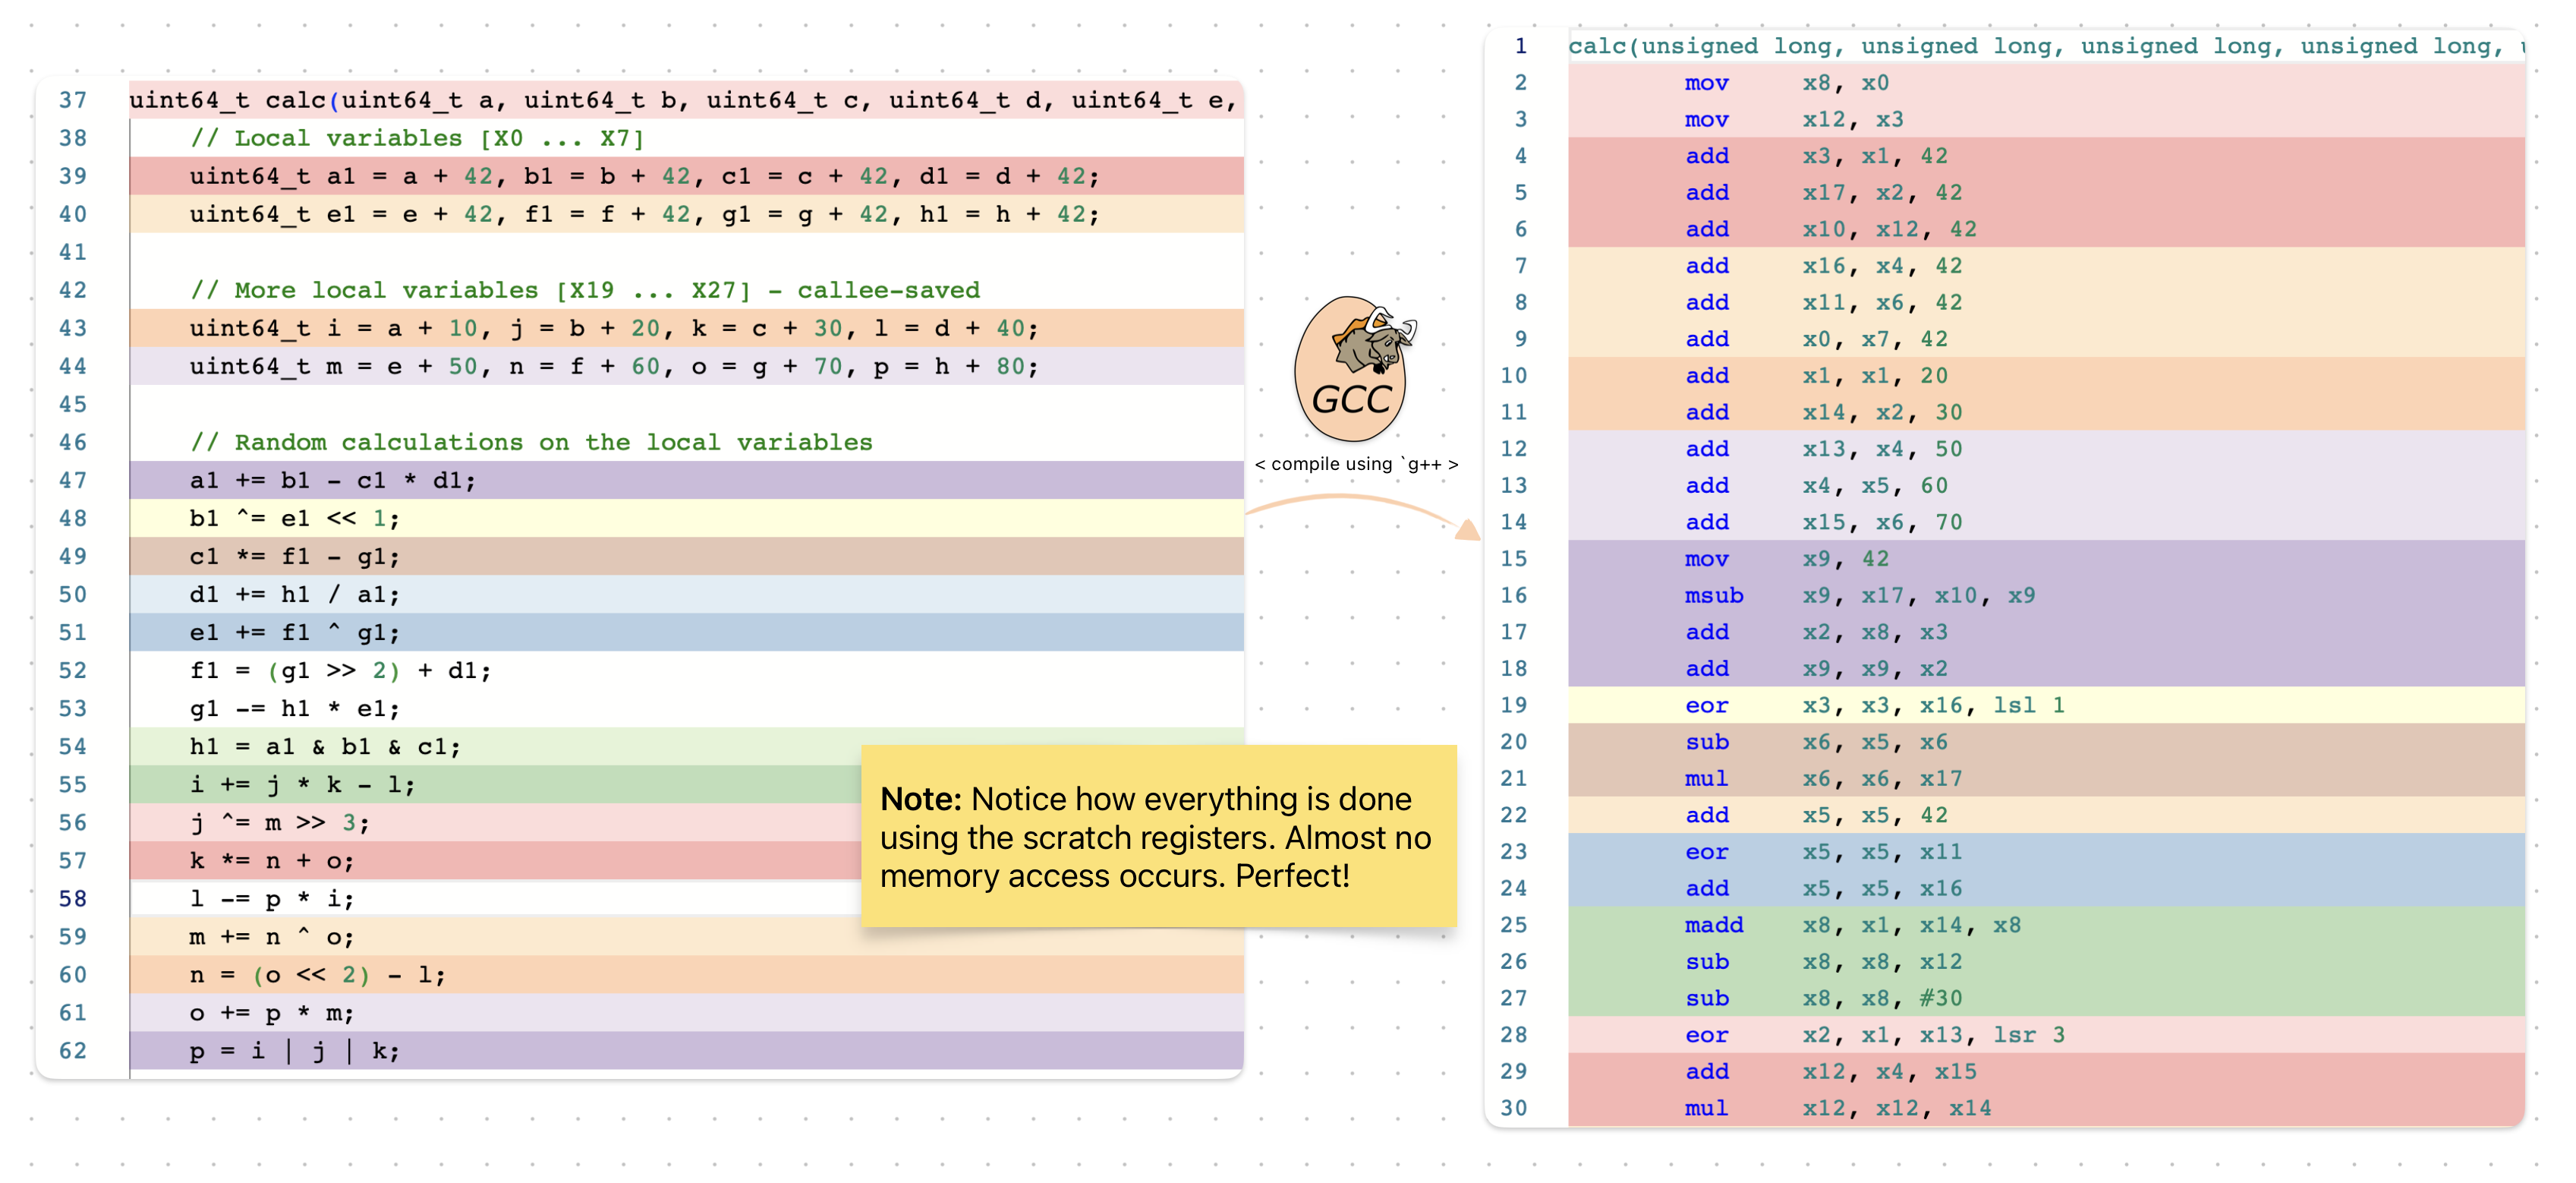 37 uint64_t calc(uint64_t a, uint64_t b, uint64_t c, uint64_t d, uint64_t e,
38 // Local variables [X0 ... X7]
39 uint64_t a1 = a + 42, b1 = b + 42, c1 = c + 42, d1 = d + 42;
40 uint64_t e1 = e + 42, f1 = f + 42, g1 = g + 42, h1 = h + 42;
41
42 // More local variables [X19 ... X27] - callee-saved
43 uint64_t i = a + 10, j = b + 20, k = c + 30, l = d + 40;
44 uint64_t m = e + 50, n = f + 60, o = g + 70, p = h + 80;
45
46 // Random calculations on the local variables
47 a1 += b1 - c1 * d1;
48 b1 ^= e1 << 1;
49 c1 *= f1 - g1;
50 d1 += h1 / a1;
51 e1 += f1 ^ g1;
52 f1 = (g1 >> 2) + d1;
53 g1 -= h1 * e1;
54 h1 = a1 & b1 & c1;
55 i += j * k - l;
56 j ^= m >> 3;
57 k *= n + o;
58 l -= p * i;
59 m += n ^ o;
60 n = (o << 2) - l;
61 o += p * m;
62 p = i | j | k;
GCC
< compile using `g++ >
Note: Notice how everything is done
using the scratch registers. Almost no
memory access occurs. Perfect!
1 calc(unsigned long, unsigned long, unsigned long, unsigned long,
2 mov x8, x0
3 mov x12, x3
4 add x3, x1, 42
5 add x17, x2, 42
6 add x10, x12, 42
7 add x16, x4, 42
8 add x11, x6, 42
9 add x0, x7, 42
10 add x1, x1, 20
11 add x14, x2, 30
12 add x13, x4, 50
13 add x4, x5, 60
14 add x15, x6, 70
15 mov x9, 42
16 msub x9, x17, x10, x9
17 add x2, x8, x3
18 add x9, x9, x2
19 eor x3, x3, x16, lsl 1
20 sub x6, x5, x6
21 mul x6, x6, x17
22 add x5, x5, 42
23 eor x5, x5, x11
24 add x5, x5, x16
25 madd x8, x1, x14, x8
26 sub x8, x8, x12
27 sub x8, x8, #30
28 eor x2, x1, x13, lsr 3
29 add x12, x4, x15
30 mul x12, x12, x14